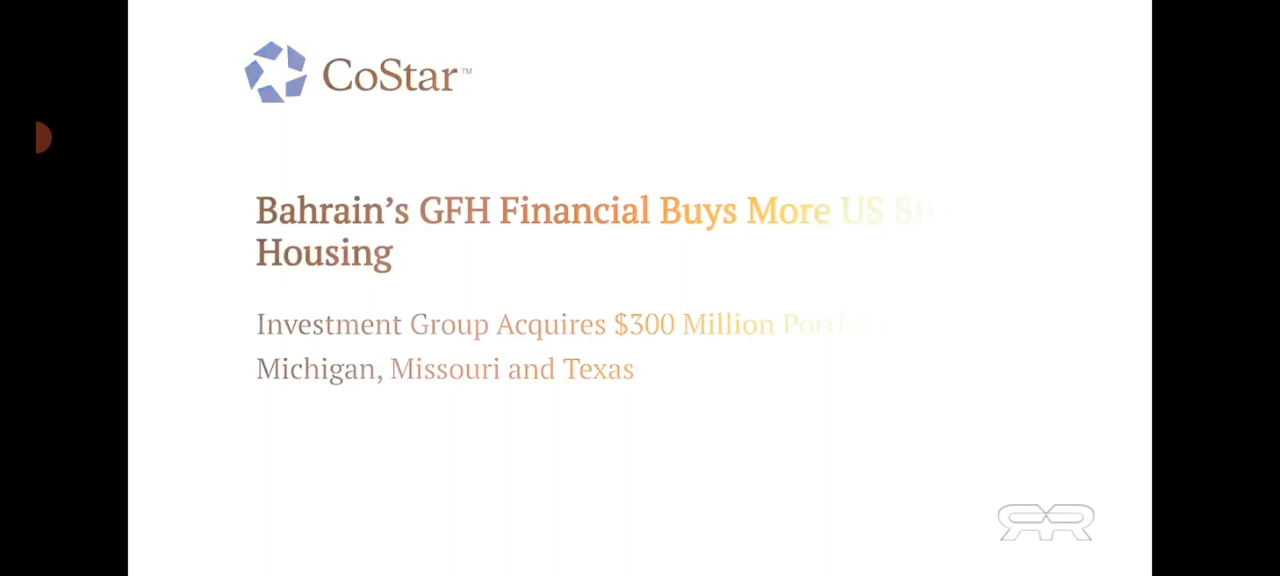 CoStar™
Bahrain’s GFH Financial Buys More US
Housing
Investment Group Acquires $300 Million
Michigan, Missouri and Texas